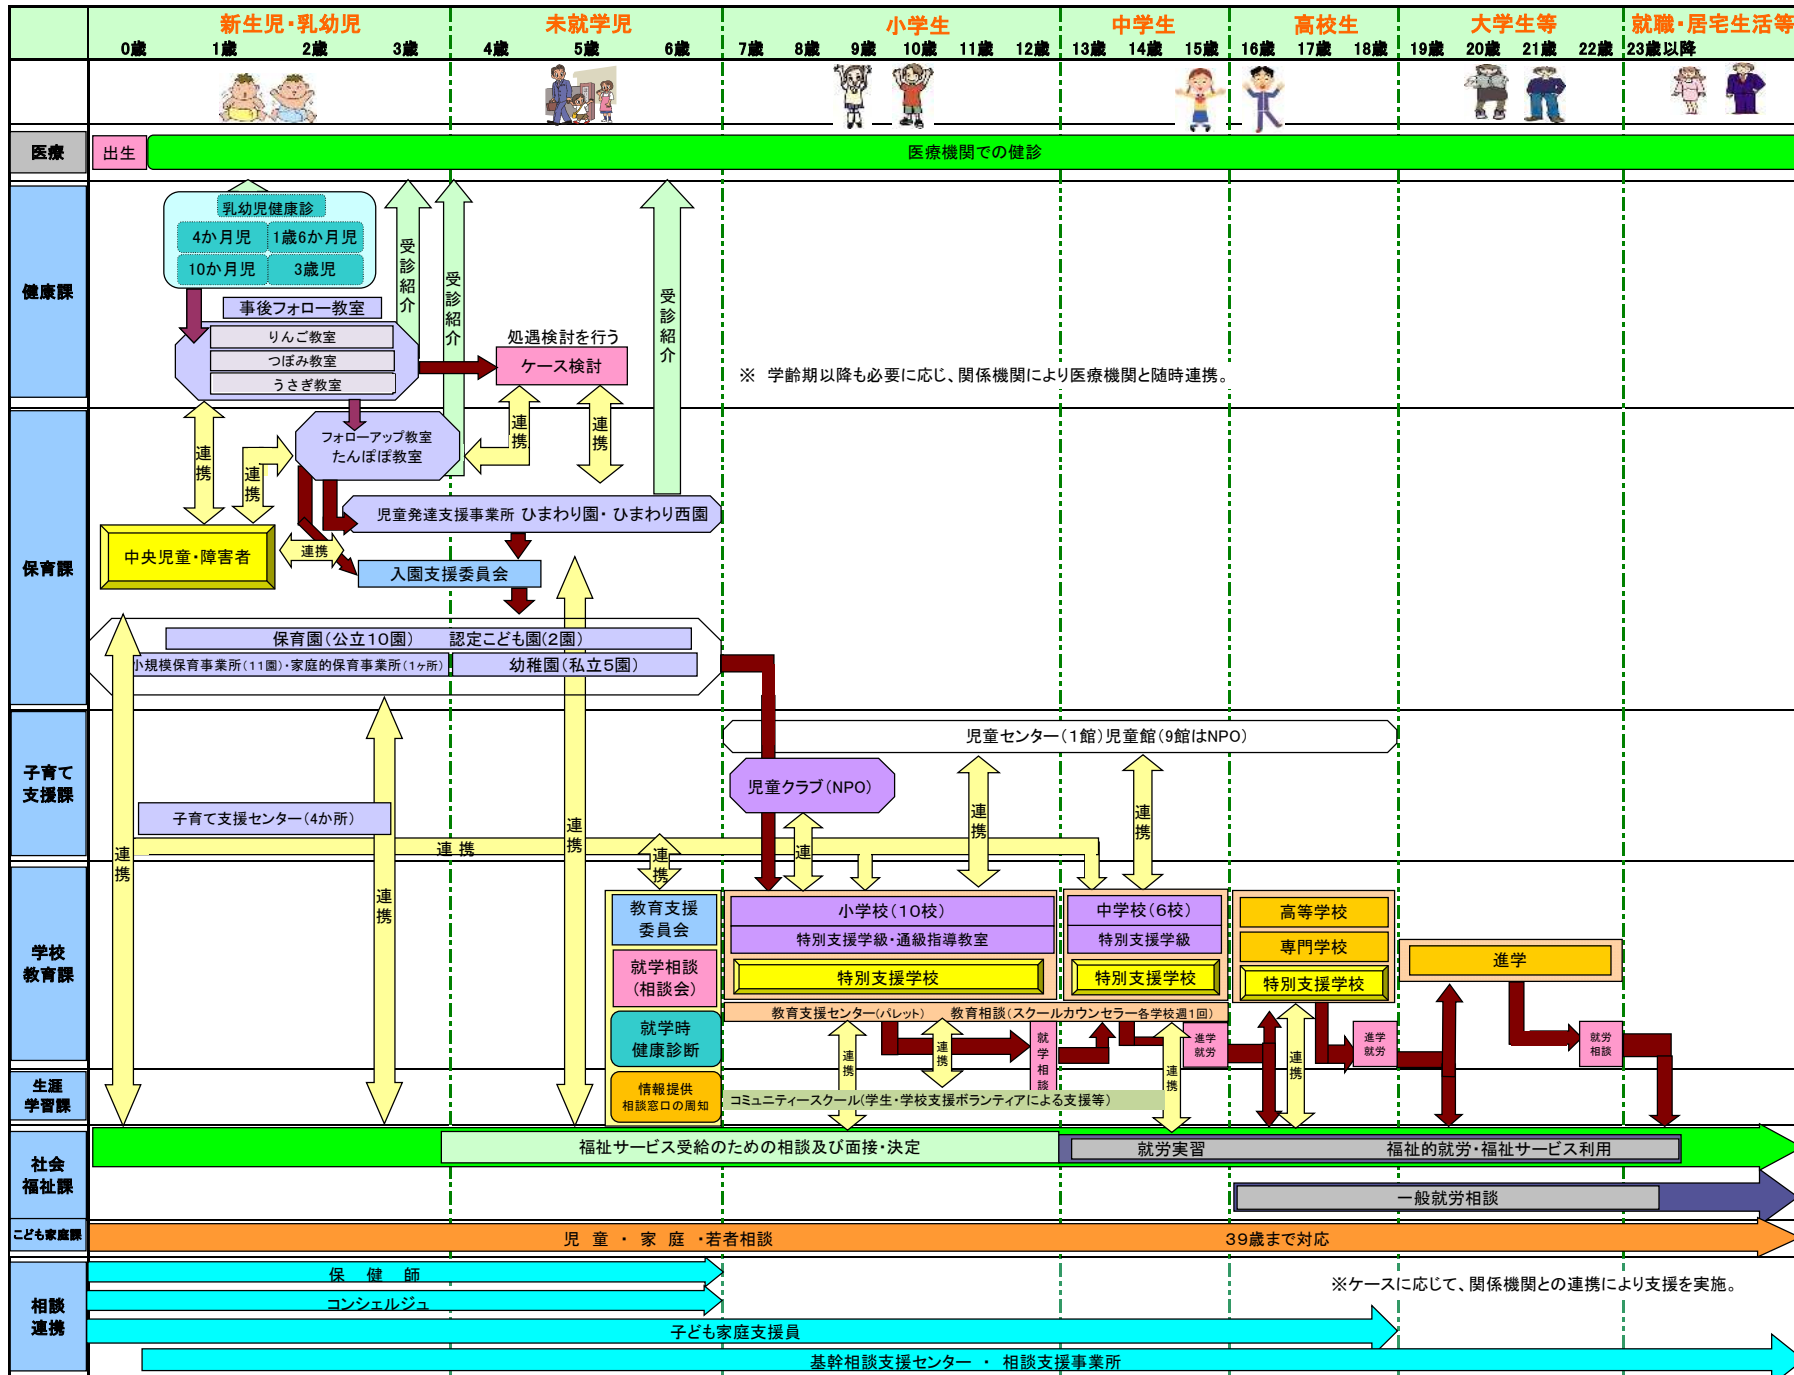 新生児・乳幼児
未就学児
小学生
中学生
高校生
大学生等
就職・居宅生活等
0歳
1歳
2歳
3歳
4歳
5歳
6歳
7歳
8歳
9歳
10歳
11歳
12歳
13歳
14歳
15歳
16歳
17歳
18歳
19歳
20歳
21歳
22歳
23歳以降
医療
出生
医療機関での健診
健康課
乳幼児健康診
4か月児
1歳6か月児
10か月児
3歳児
事後フォロー教室
りんご教室
つぼみ教室
うさぎ教室
受診紹介
受診紹介
受診紹介
処遇検討を行う
ケース検討
※ 学齢期以降も必要に応じ、関係機関により医療機関と随時連携。
保育課
連携
連携
フォローアップ教室
たんぽぽ教室
連携
連携
児童発達支援事業所 ひまわり園・ひまわり西園
中央児童・障害者
連携
入園支援委員会
保育園(公立10園)
認定こども園(2園)
小規模保育事業所(11園)・家庭的保育事業所(1ヶ所)
幼稚園(私立5園)
子育て
支援課
児童センター(1館)児童館(9館はNPO)
児童クラブ(NPO)
子育て支援センター(4か所)
連携
連携
連携
連携
連携
連
連携
連携
連携
学校
教育課
教育支援
委員会
就学相談
(相談会)
就学時
健康診断
小学校(10校)
特別支援学級・通級指導教室
特別支援学校
中学校(6校)
特別支援学級
特別支援学校
高等学校
専門学校
特別支援学校
進学
教育支援センター(パレット)
教育相談(スクールカウンセラー各学校週1回)
連携
連携
就学相談
連携
進学
就労
連携
進学
就労
就労
相談
生涯
学習課
情報提供
相談窓口の周知
コミュニティースクール(学生・学校支援ボランティアによる支援等)
社会
福祉課
福祉サービス受給のための相談及び面接・決定
就労実習
福祉的就労・福祉サービス利用
一般就労相談
こども家庭課
児童・家庭・若者相談
39歳まで対応
相談
連携
保健師
コンシェルジュ
子ども家庭支援員
基幹相談支援センター ・ 相談支援事業所
※ケースに応じて、関係機関との連携により支援を実施。